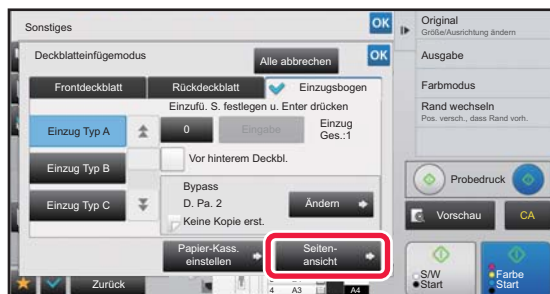 Sonstiges
OK
Deckblatteinfügemodus
Alle abbrechen
OK
Frontdeckblatt
Rückdeckblatt
Einzugsbogen
Einzufü. S. festlegen u. Enter drücken
Einzug Typ A
0
Eingabe
Einzug
Ges.:1
Einzug Typ B
Vor hinterem Deckbl.
Einzug Typ C
Bypass
D. Pa. 2
Keine Kopie erst.
Ändern
Papier-Kass.
einstellen
Seiten-
ansicht
Zurück
4 A3
A4
Original
Größe/Ausrichtung ändern
Ausgabe
Farbmodus
Rand wechseln
Pos. versch., dass Rand vorh.
Probedruck
Vorschau
CA
S/W
Start
Farbe
Start